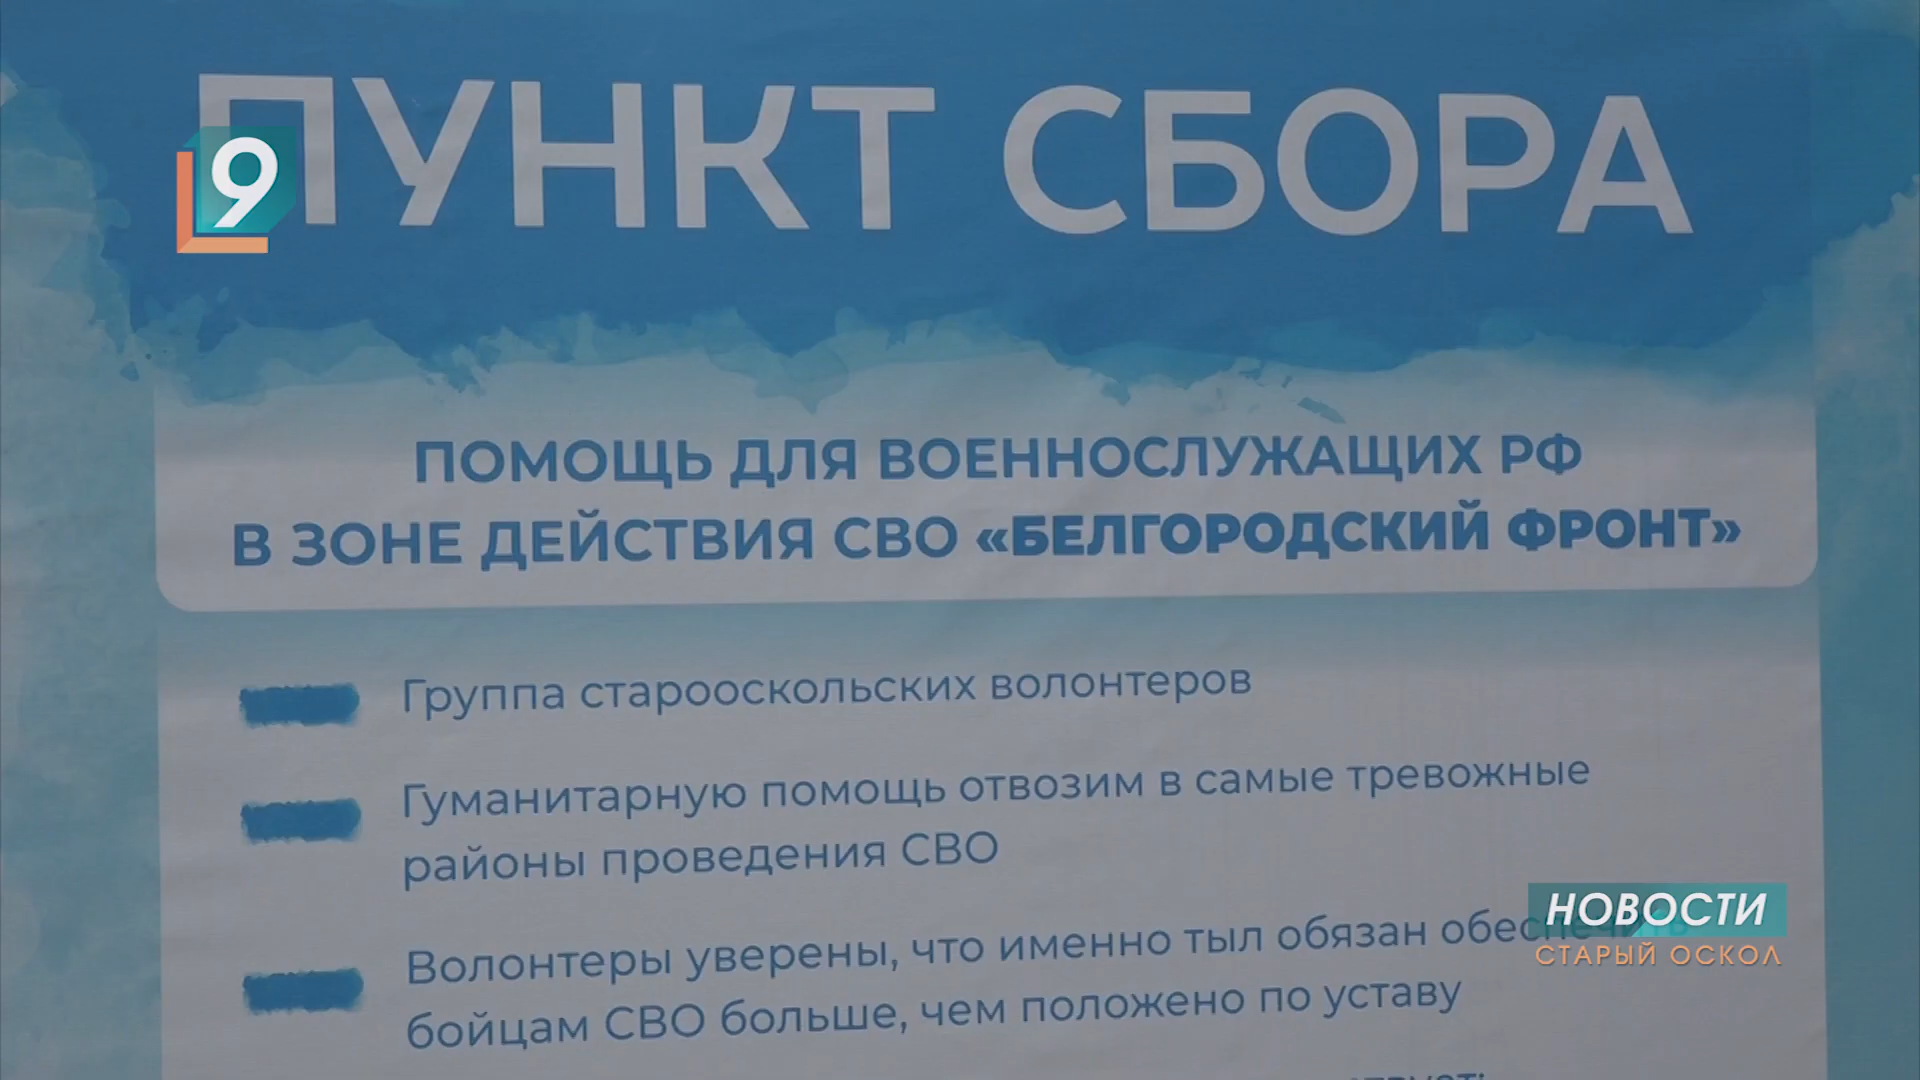 ПУНКТ СБОРА
9
ПОМОЩЬ ДЛЯ ВОЕННОСЛУЖАЩИХ РФ
В ЗОНЕ ДЕЙСТВИЯ СВО «БЕЛГОРОДСКИЙ ФРОНТ»
Группа старооскольских волонтеров
Гуманитарную помощь отвозим в самые тревожные
районы проведения СВО
Волонтеры уверены, что именно тыл обязан обеспечить
бойцам СВО больше, чем положено по уставу
НОВОСТИ
СТАРЫЙ ОСКОЛ